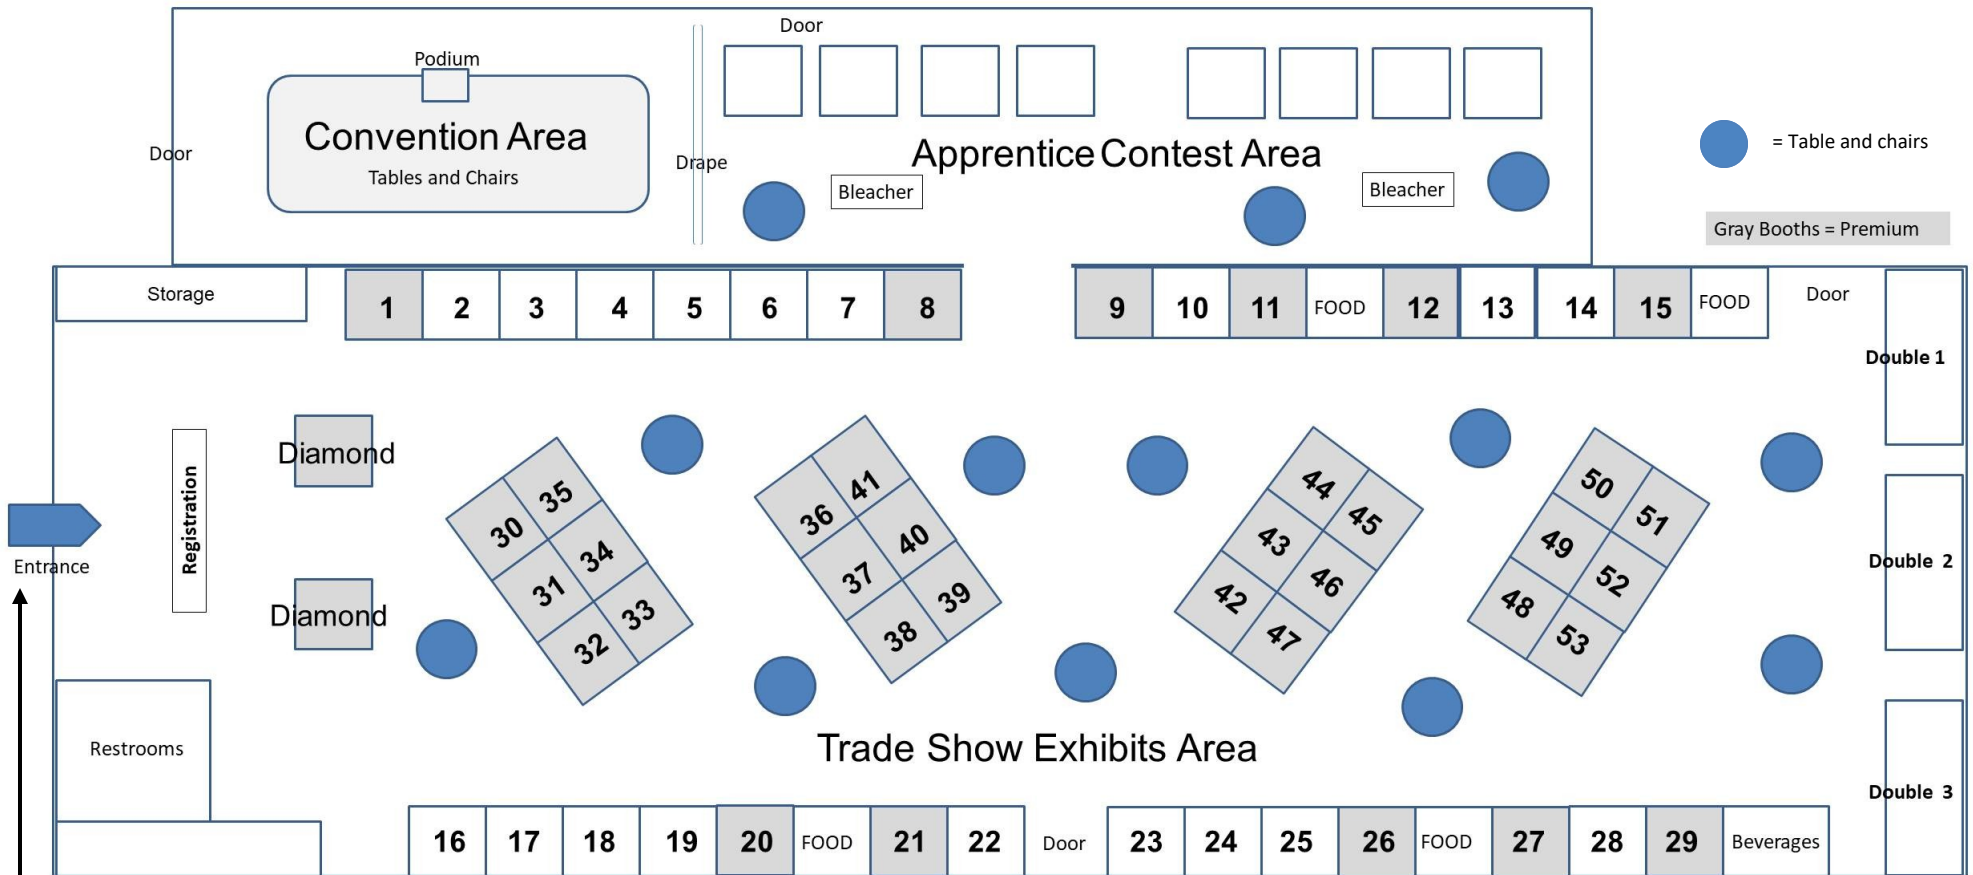 Door
Podium
Convention Area
Tables and Chairs
Door
Drape
Apprentice Contest Area
Bleacher
Bleacher
= Table and chairs
Gray Booths = Premium
Storage
1 2 3 4 5 6 7 8
9 10 11 FOOD 12 13 14 15 FOOD
Door
Double 1
Diamond
Registration
Entrance
Diamond
30 35
31 34
32 33
36 41
37 40
38 39
44 45
43 46
42 47
50 51
49 52
48 53
Double 2
Restrooms
Trade Show Exhibits Area
Double 3
16 17 18 19 20 FOOD 21 22
Door
23 24 25 26 FOOD 27 28 29 Beverages